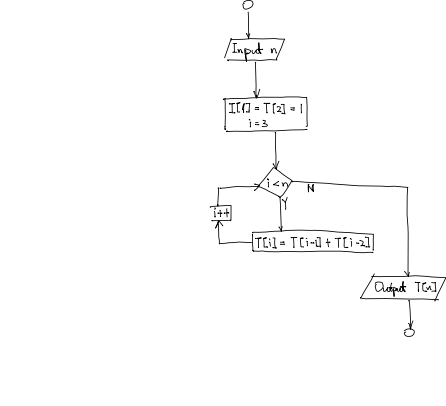 Input n
I[1] = T[2] = 1
i = 3
i < n
N
Y
i++
T[i] = T[i-1] + T[i-2]
Output T[n]